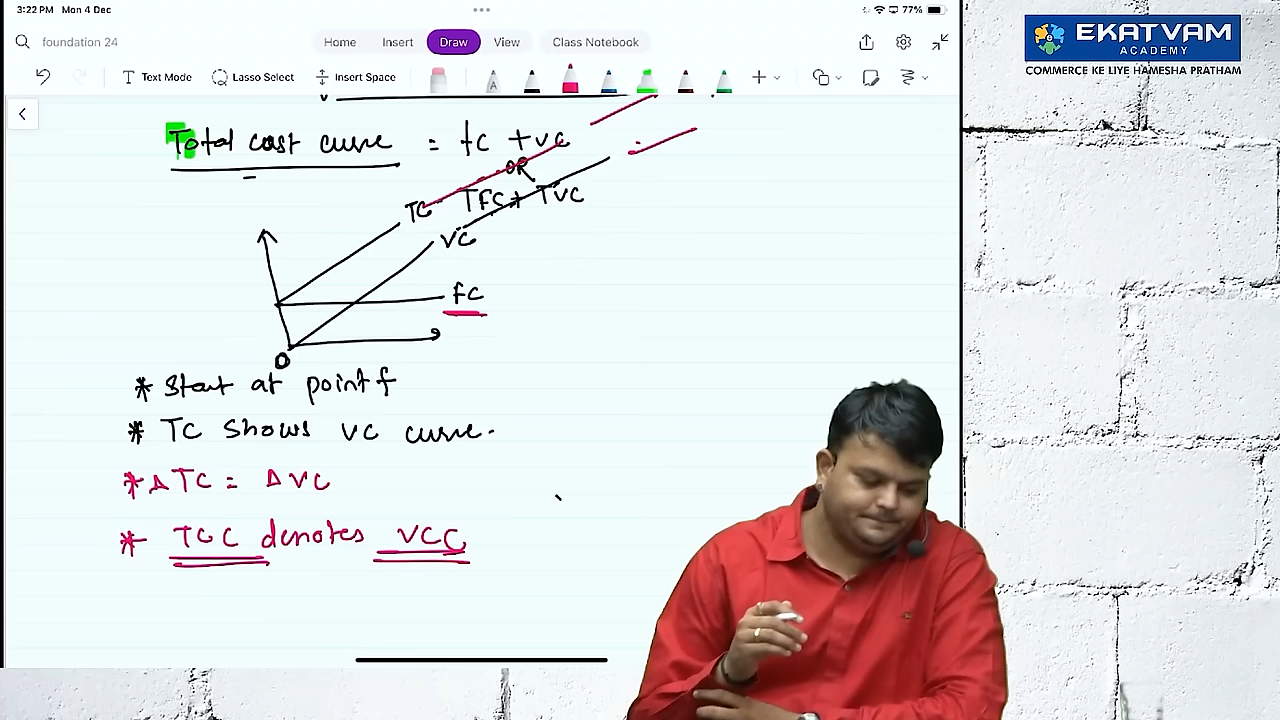 3:22 PM Mon 4 Dec
77%
foundation 24
Home Insert Draw View Class Notebook
Text Mode Lasso Select Insert Space
EKATVAM
ACADEMY
COMMERCE KE LIYE HAMESHA PRATHAM
Total cost curve = fc + vc
OR
TFC + TVC
TC
VC
fc
O
* Start at point f
* TC shows VC curve.
* Δ TC = Δ VC
* TCC denotes VCC